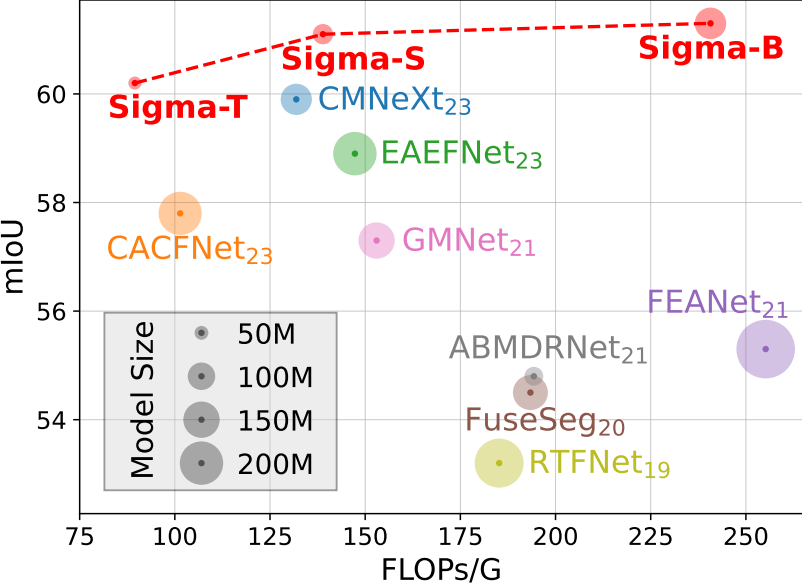 Sigma-S
Sigma-B
Sigma-T
CMNeXt23
EAEFNet23
CACFNet23
GMNet21
FEANet21
ABMDRNet21
FuseSeg20
RTFNet19
Model Size
50M
100M
150M
200M
mIoU
60
58
56
54
75
100
125
150
175
200
225
250
FLOPs/G